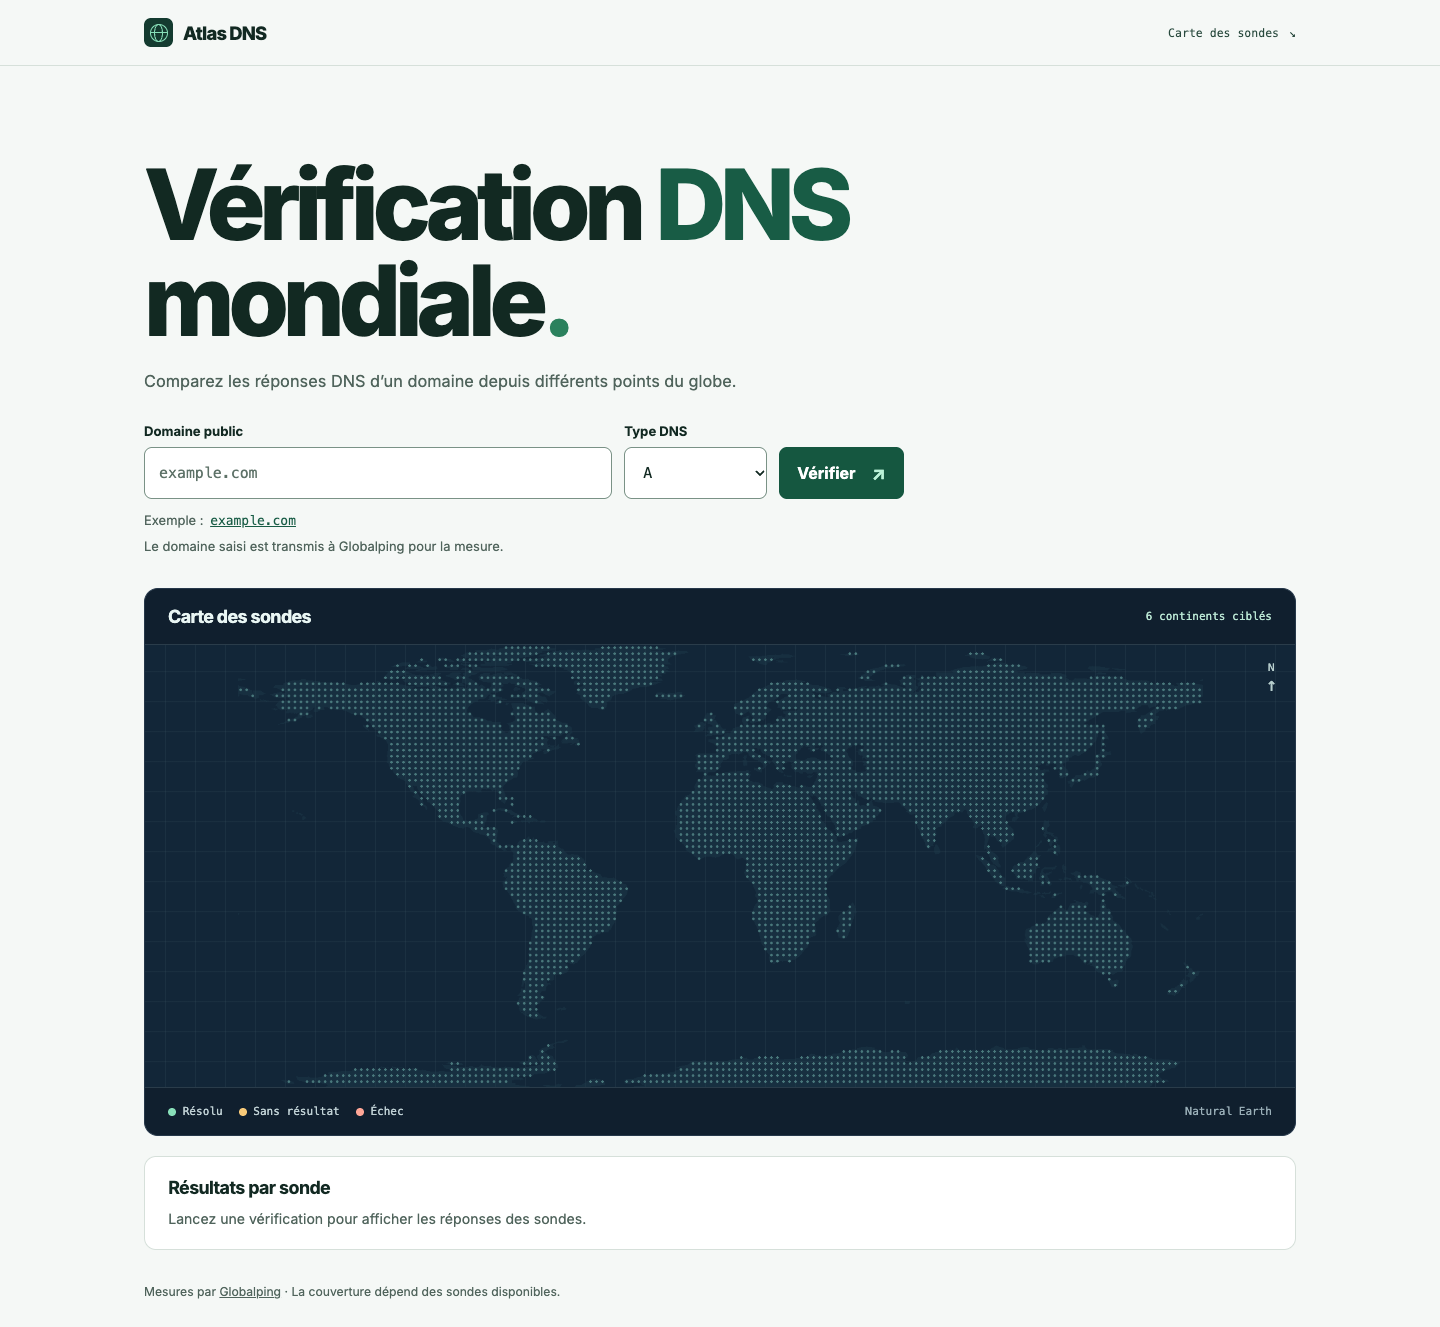 Atlas DNS
Carte des sondes ↘
Vérification DNS
mondiale.
Comparez les réponses DNS d’un domaine depuis différents points du globe.
Domaine public
Type DNS
example.com
A
Vérifier ↗
Exemple : example.com
Le domaine saisi est transmis à Globalping pour la mesure.
Carte des sondes
6 continents ciblés
N
↑
Résolu
Sans résultat
Échec
Natural Earth
Résultats par sonde
Lancez une vérification pour afficher les réponses des sondes.
Mesures par Globalping · La couverture dépend des sondes disponibles.